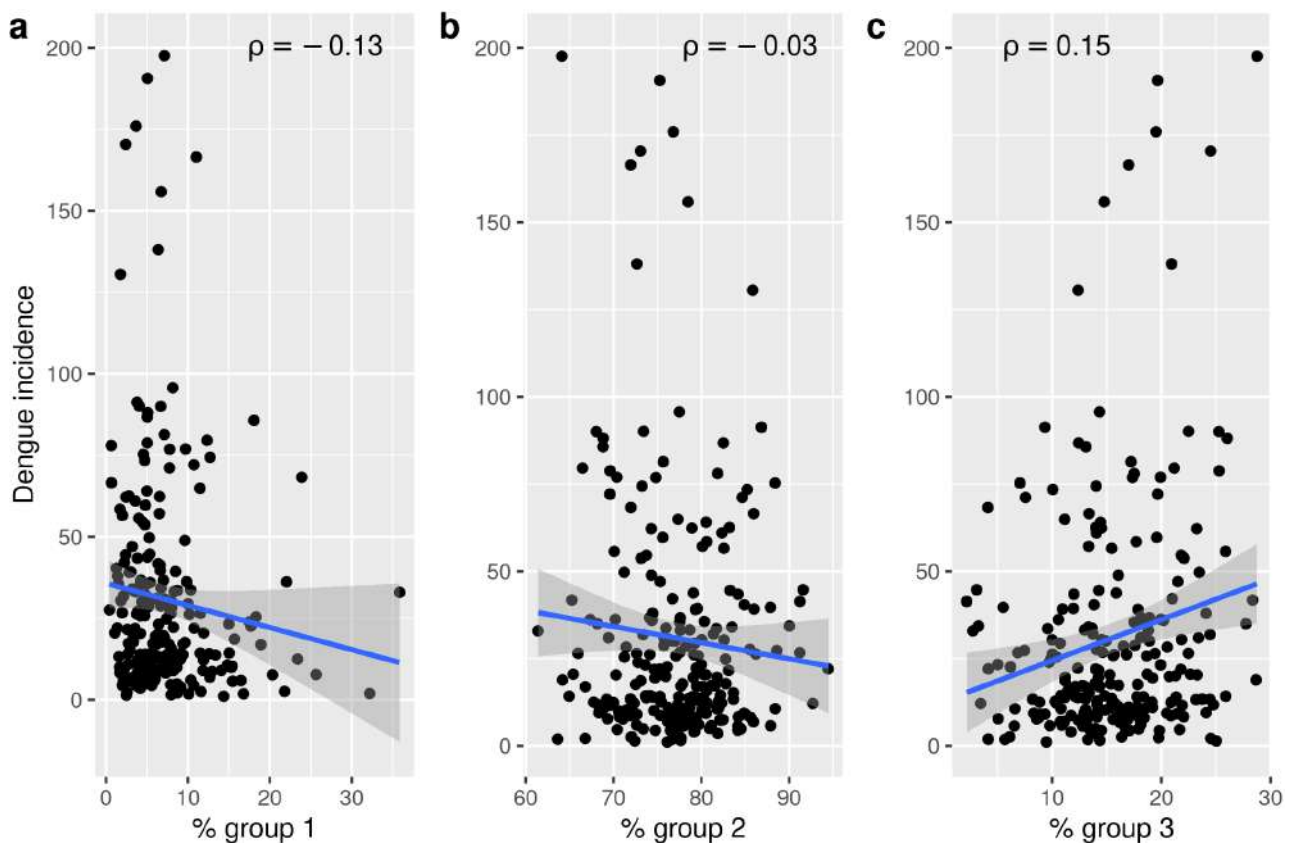 a b c
ρ = −0.13 ρ = −0.03 ρ = 0.15
Dengue incidence
200 200 200
150 150 150
100 100 100
50 50 50
0 0 0
0 10 20 30 60 70 80 90 10 20 30
% group 1 % group 2 % group 3